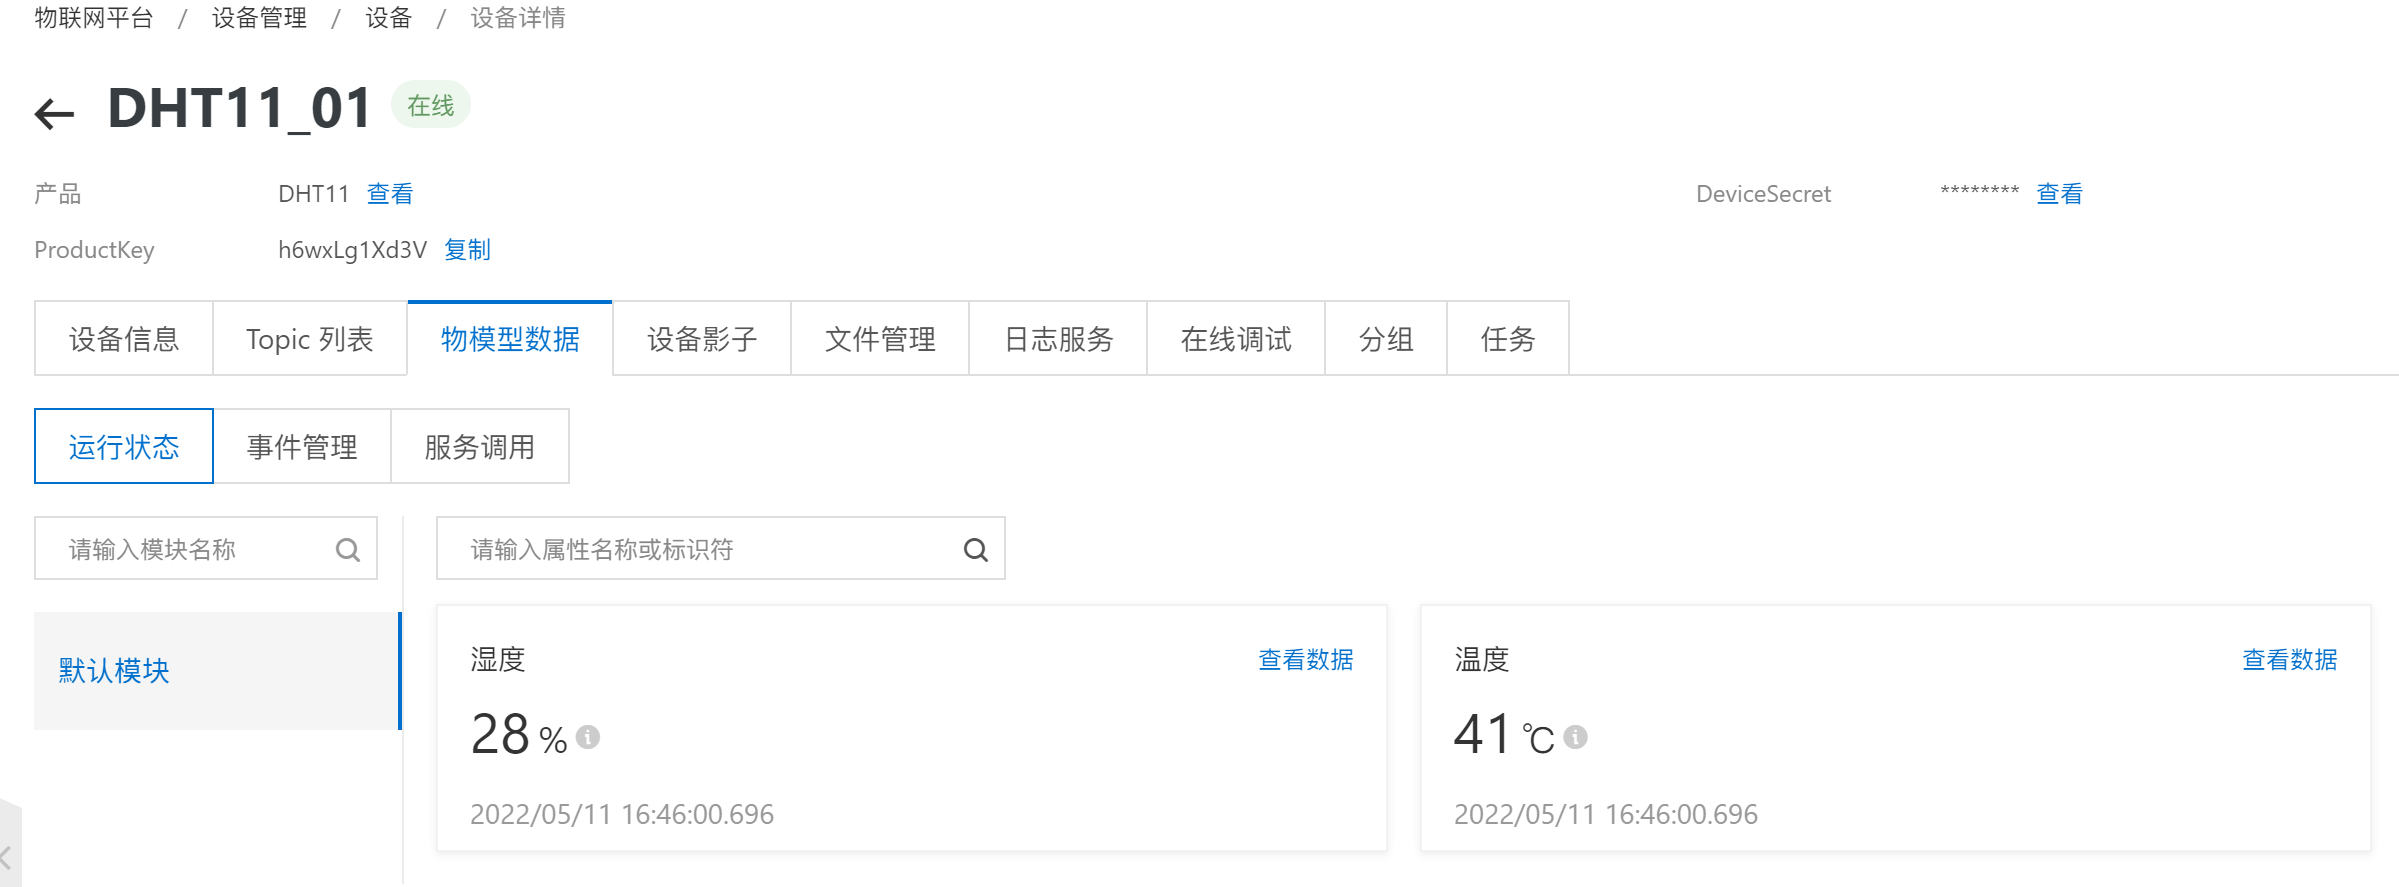 物联网平台 / 设备管理 / 设备 / 设备详情
DHT11_01 在线
产品 DHT11 查看 DeviceSecret ******** 查看
ProductKey h6wxLg1Xd3V 复制
设备信息 Topic 列表 物模型数据 设备影子 文件管理 日志服务 在线调试 分组 任务
运行状态 事件管理 服务调用
请输入模块名称 请输入属性名称或标识符
默认模块
湿度 查看数据
28 %
2022/05/11 16:46:00.696
温度 查看数据
41 ℃
2022/05/11 16:46:00.696